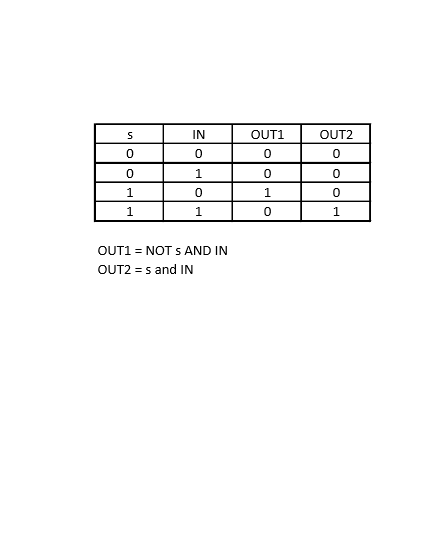 s IN OUT1 OUT2
0 0 0 0
0 1 0 0
1 0 1 0
1 1 0 1
OUT1 = NOT s AND IN
OUT2 = s and IN